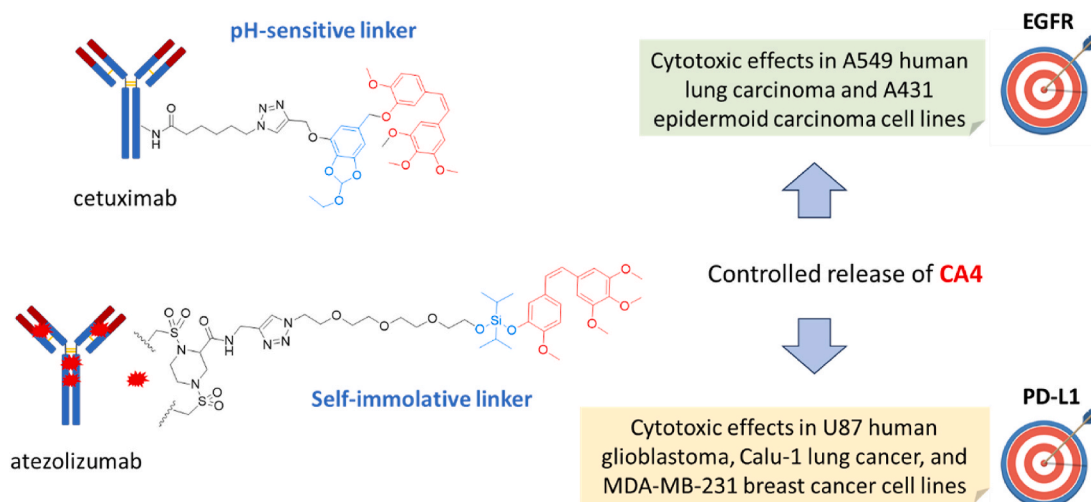 pH-sensitive linker
EGFR
Cytotoxic effects in A549 human
lung carcinoma and A431
epidermoid carcinoma cell lines
N
N
N
O
NH
O
O
O
O
O
O
O
O
O
O
cetuximab
Controlled release of CA4
O
O
S
N
O
N
H
N
N
N
O
O
O
O
Si
O
O
O
O
O
N
S
O
O
Self-immolative linker
PD-L1
Cytotoxic effects in U87 human
glioblastoma, Calu-1 lung cancer, and
MDA-MB-231 breast cancer cell lines
atezolizumab